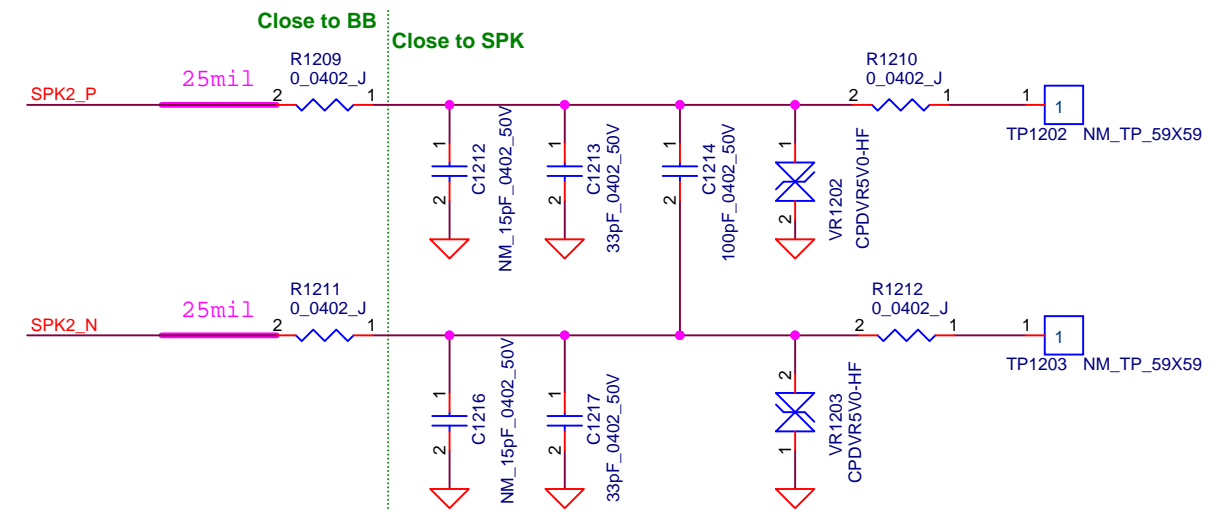 Close to BB
Close to SPK
SPK2_P
25mil
R1209
0_0402_J
2
1
R1210
0_0402_J
2
1
1
1
TP1202
NM_TP_59X59
1
2
C1212
NM_15pF_0402_50V
1
2
C1213
33pF_0402_50V
1
2
C1214
100pF_0402_50V
1
2
VR1202
CPDVR5V0-HF
SPK2_N
25mil
R1211
0_0402_J
2
1
R1212
0_0402_J
2
1
1
1
TP1203
NM_TP_59X59
1
2
C1216
NM_15pF_0402_50V
1
2
C1217
33pF_0402_50V
2
1
VR1203
CPDVR5V0-HF